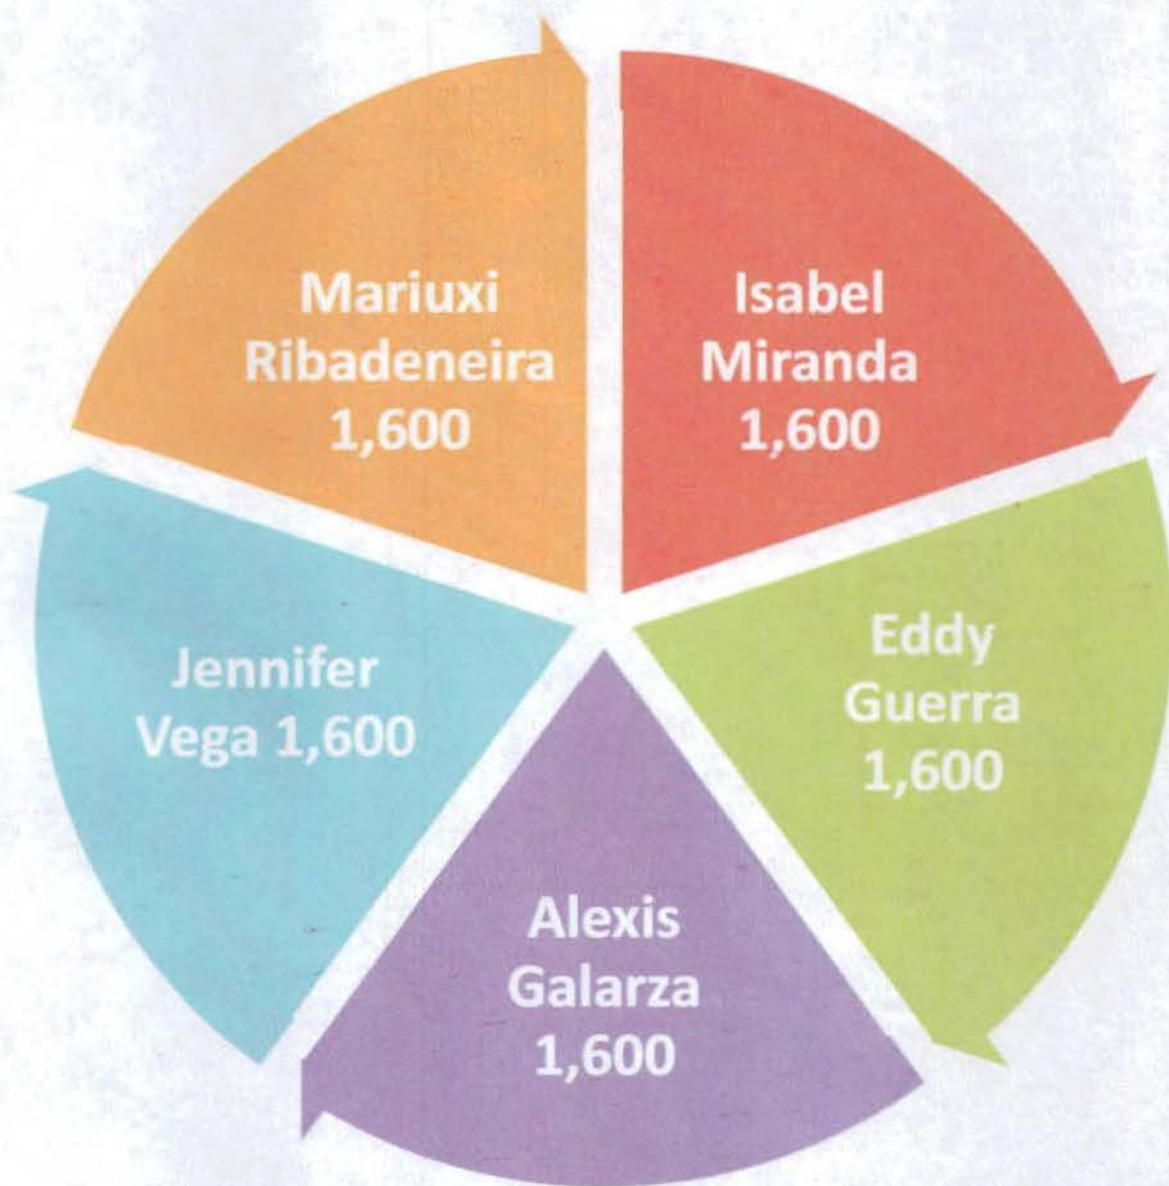 Mariuxi
Ribadeneira
1,600
Isabel
Miranda
1,600
Eddy
Guerra
1,600
Alexis
Galarza
1,600
Jennifer
Vega 1,600